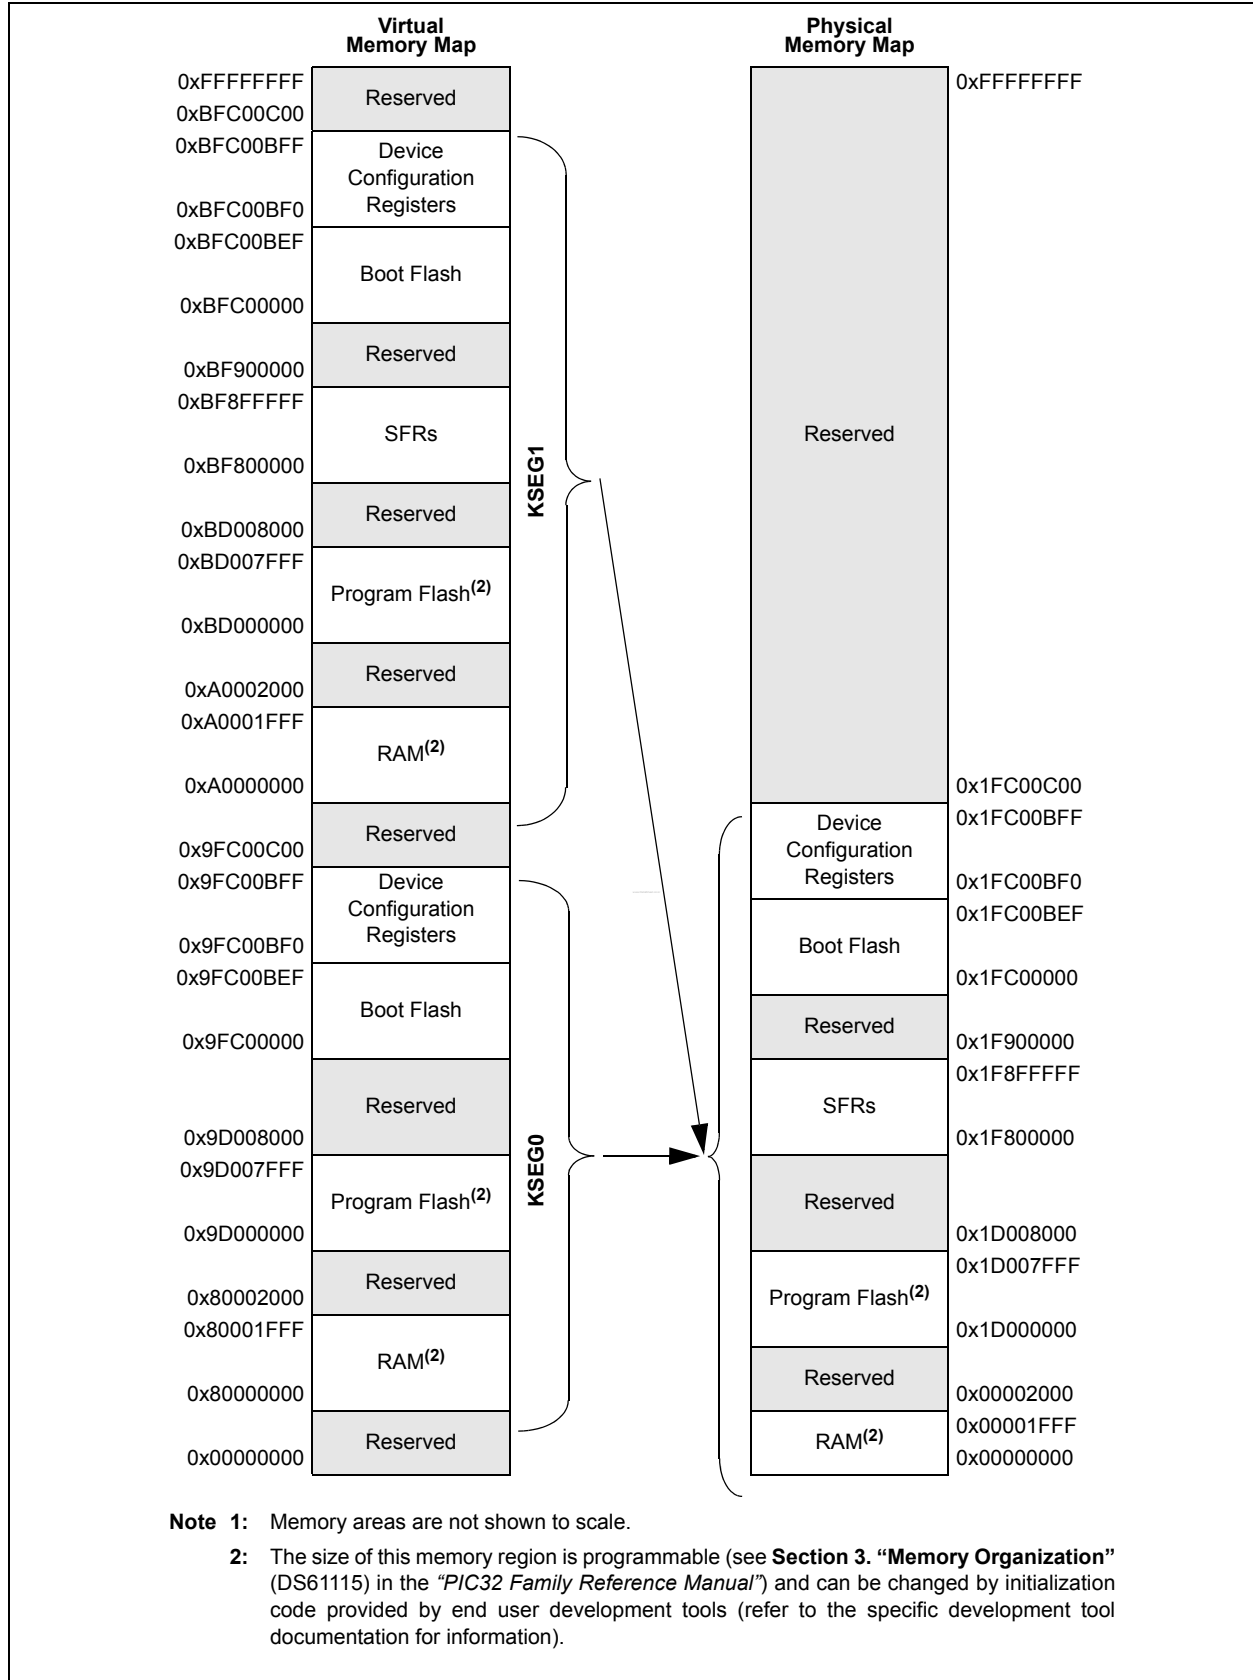 Virtual
Memory Map
Physical
Memory Map
0xFFFFFFFF
Reserved
0xBFC00C00
0xBFC00BFF
Device
Configuration
Registers
0xBFC00BF0
0xBFC00BEF
Boot Flash
0xBFC00000
Reserved
0xBF900000
0xBF8FFFFF
SFRs
0xBF800000
Reserved
0xBD008000
0xBD007FFF
Program Flash(2)
0xBD000000
Reserved
0xA0002000
0xA0001FFF
RAM(2)
0xA0000000
Reserved
0x9FC00C00
0x9FC00BFF
Device
Configuration
Registers
0x9FC00BF0
0x9FC00BEF
Boot Flash
0x9FC00000
Reserved
0x9D008000
0x9D007FFF
Program Flash(2)
0x9D000000
Reserved
0x80002000
0x80001FFF
RAM(2)
0x80000000
Reserved
0x00000000
KSEG1
KSEG0
0xFFFFFFFF
Reserved
0x1FC00C00
0x1FC00BFF
Device
Configuration
Registers
0x1FC00BF0
0x1FC00BEF
Boot Flash
0x1FC00000
Reserved
0x1F900000
0x1F8FFFFF
SFRs
0x1F800000
Reserved
0x1D008000
0x1D007FFF
Program Flash(2)
0x1D000000
Reserved
0x00002000
0x00001FFF
RAM(2)
0x00000000
Note 1: Memory areas are not shown to scale.
2: The size of this memory region is programmable (see Section 3. “Memory Organization”
(DS61115) in the “PIC32 Family Reference Manual”) and can be changed by initialization
code provided by end user development tools (refer to the specific development tool
documentation for information).